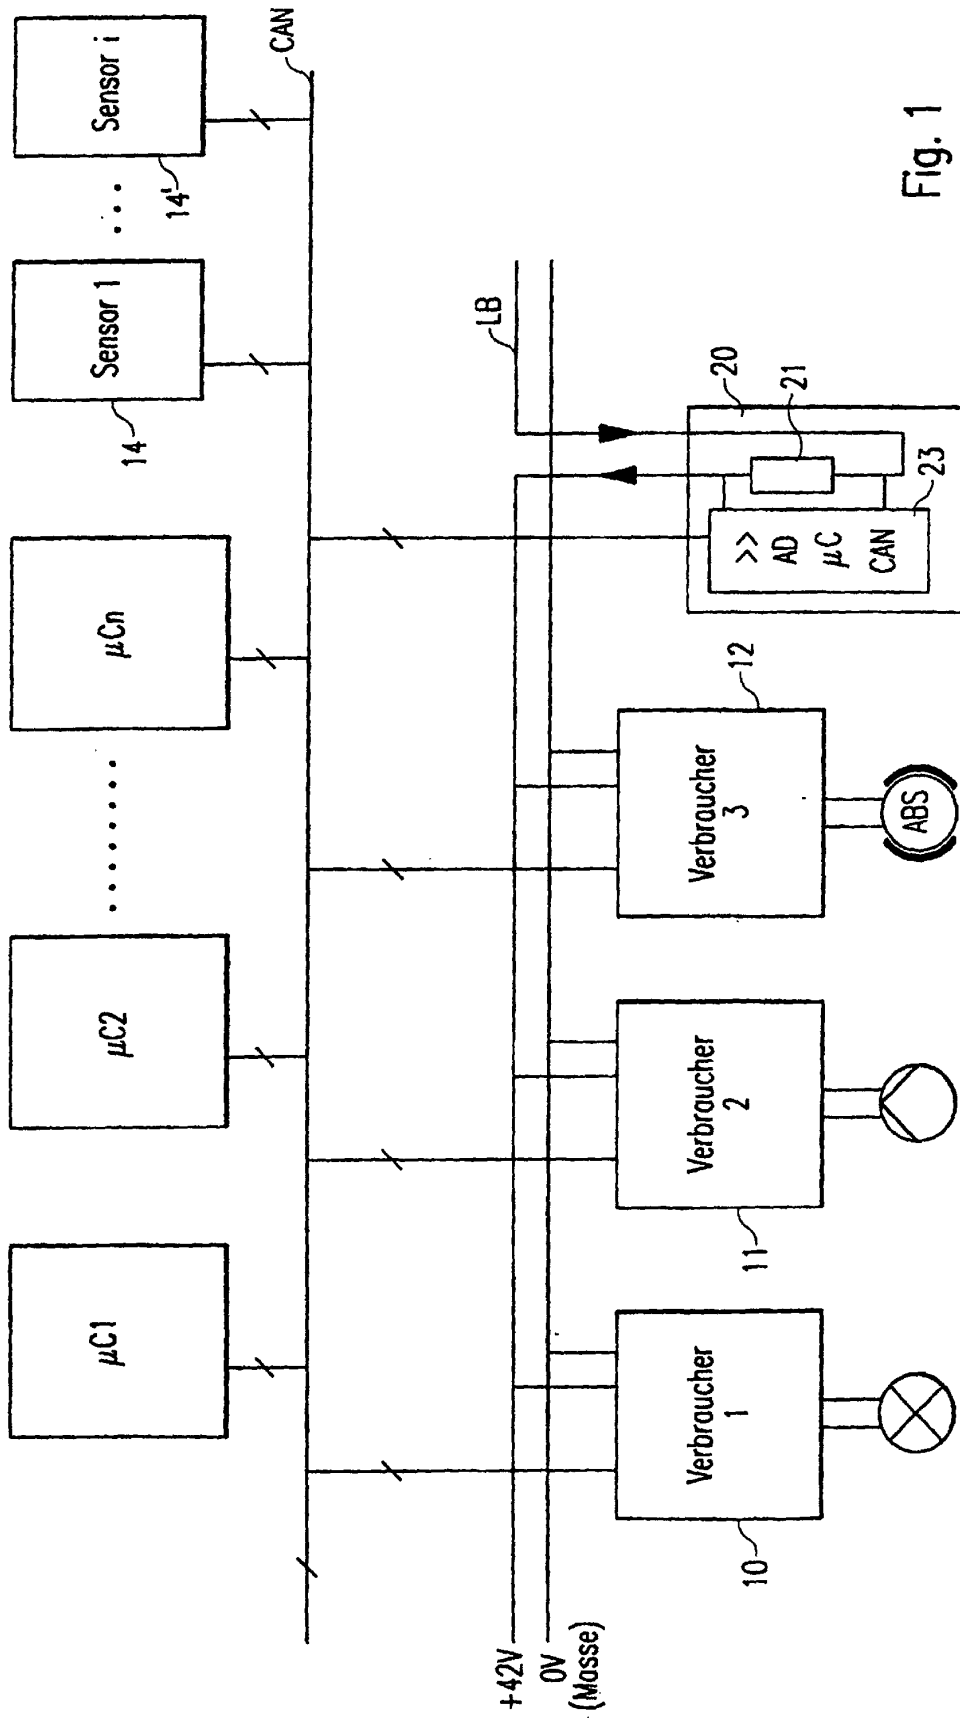 µC1
µC2
µCn
Sensor 1
Sensor i
14
14'
CAN
LB
+42V
0V
(Masse)
Verbraucher
1
Verbraucher
2
Verbraucher
3
10
11
12
ABS
>>
AD
µC
CAN
20
21
23
Fig. 1